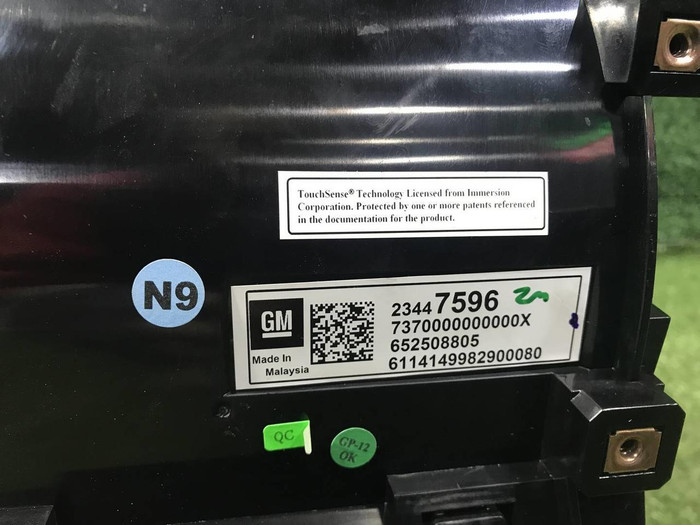 TouchSense® Technology Licensed from Immersion
Corporation. Protected by one or more patents referenced
in the documentation for the product.
N9
GM
23447596
7370000000000X
652508805
6114149982900080
Made In
Malaysia
QC
GP-12
OK